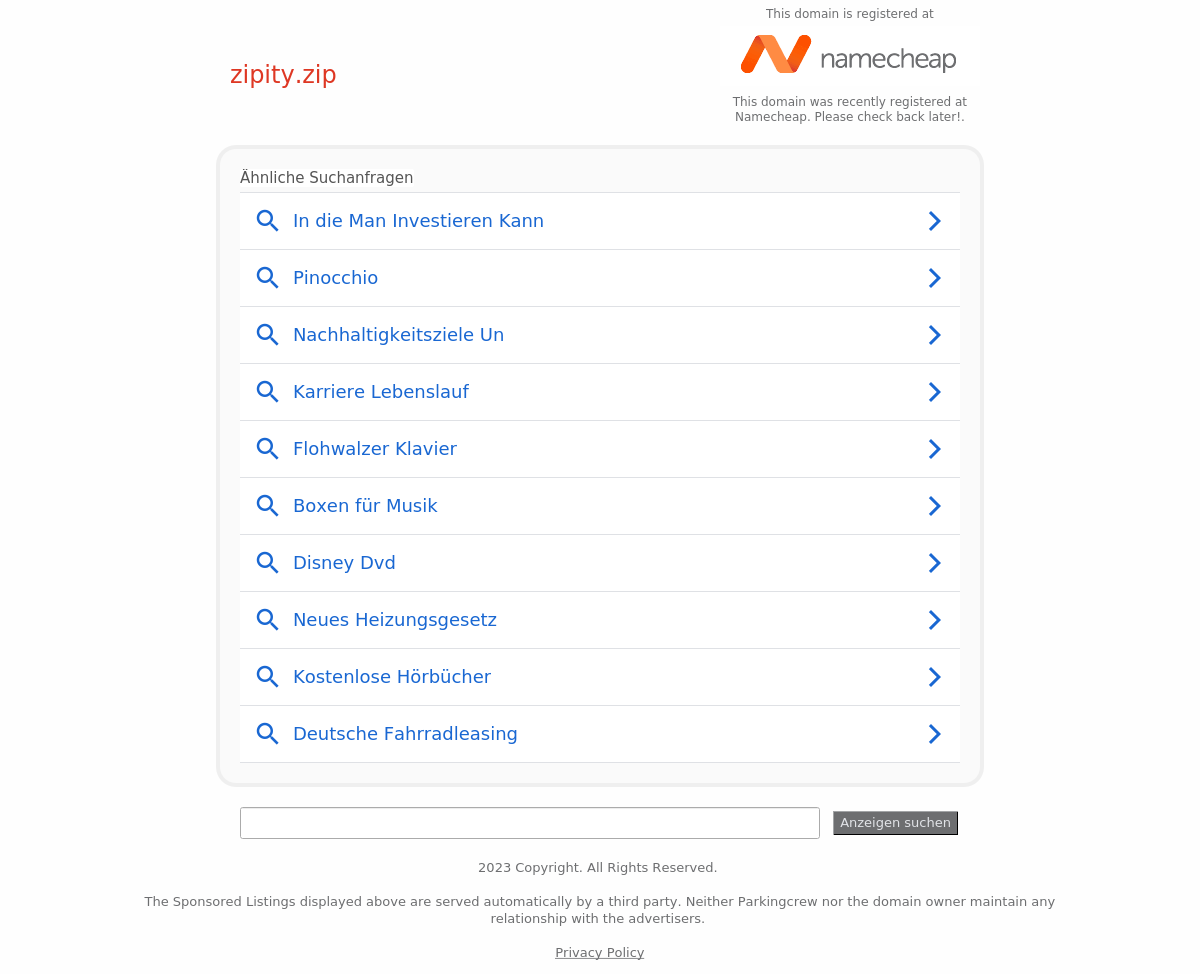 This domain is registered at
namecheap
zipity.zip
This domain was recently registered at
Namecheap. Please check back later!.
Ähnliche Suchanfragen
In die Man Investieren Kann
Pinocchio
Nachhaltigkeitsziele Un
Karriere Lebenslauf
Flohwalzer Klavier
Boxen für Musik
Disney Dvd
Neues Heizungsgesetz
Kostenlose Hörbücher
Deutsche Fahrradleasing
Anzeigen suchen
2023 Copyright. All Rights Reserved.
The Sponsored Listings displayed above are served automatically by a third party. Neither Parkingcrew nor the domain owner maintain any
relationship with the advertisers.
Privacy Policy